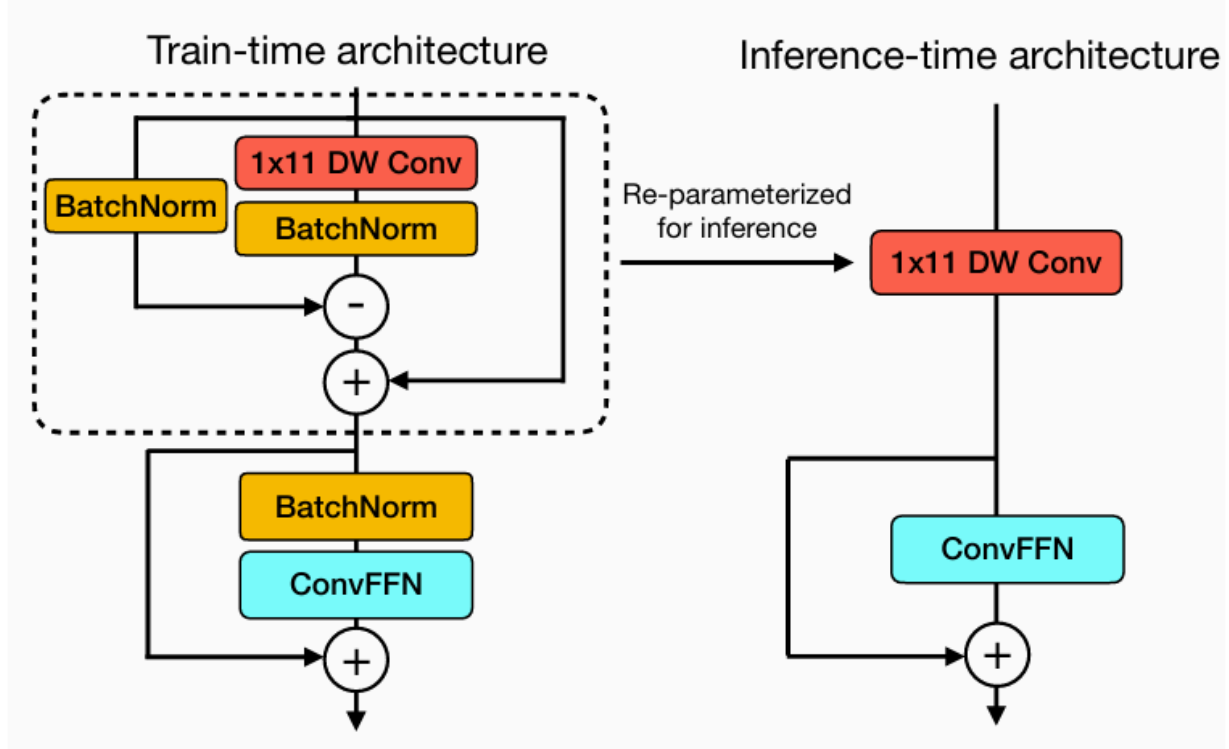 Train-time architecture
BatchNorm
1x11 DW Conv
BatchNorm
-
+
BatchNorm
ConvFFN
+
Re-parameterized
for inference
Inference-time architecture
1x11 DW Conv
ConvFFN
+